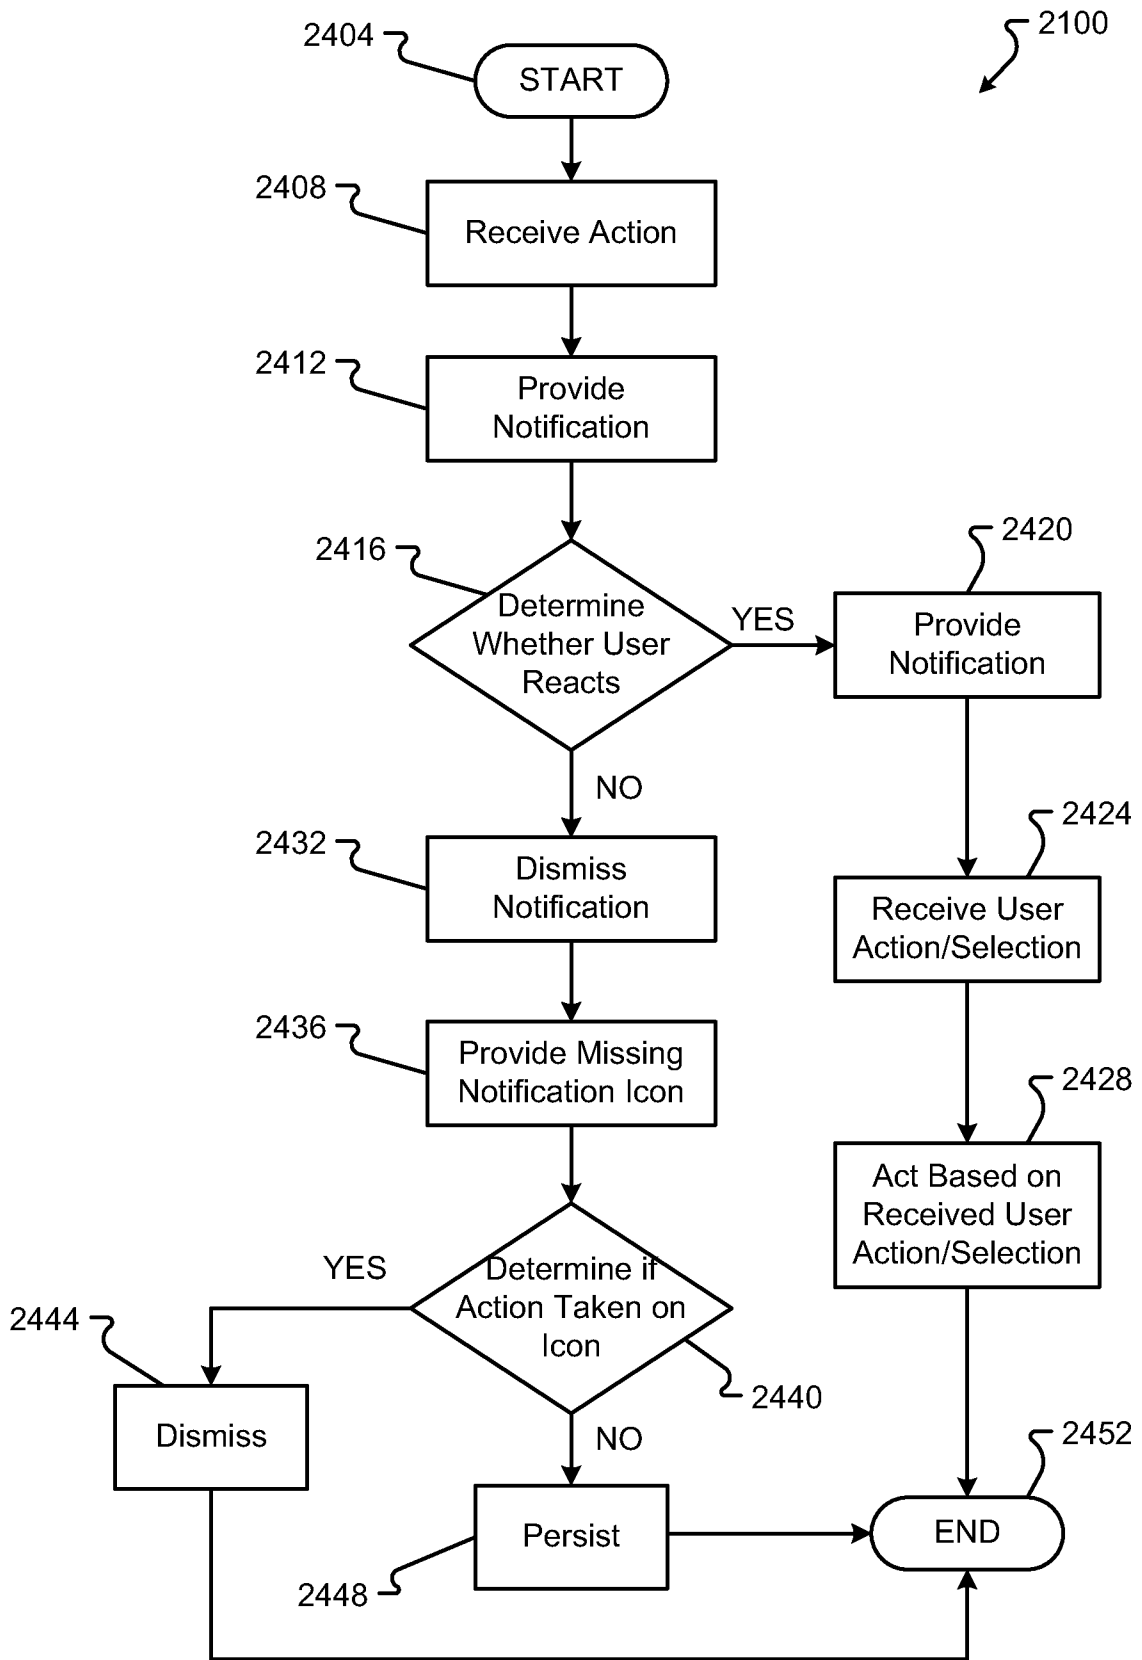 2100
2404
START
2408
Receive Action
2412
Provide
Notification
2416
Determine
Whether User
Reacts
YES
2420
Provide
Notification
NO
2424
Receive User
Action/Selection
2432
Dismiss
Notification
2436
Provide Missing
Notification Icon
2428
Act Based on
Received User
Action/Selection
YES
Determine if
Action Taken on
Icon
2440
2444
Dismiss
NO
2448
Persist
2452
END